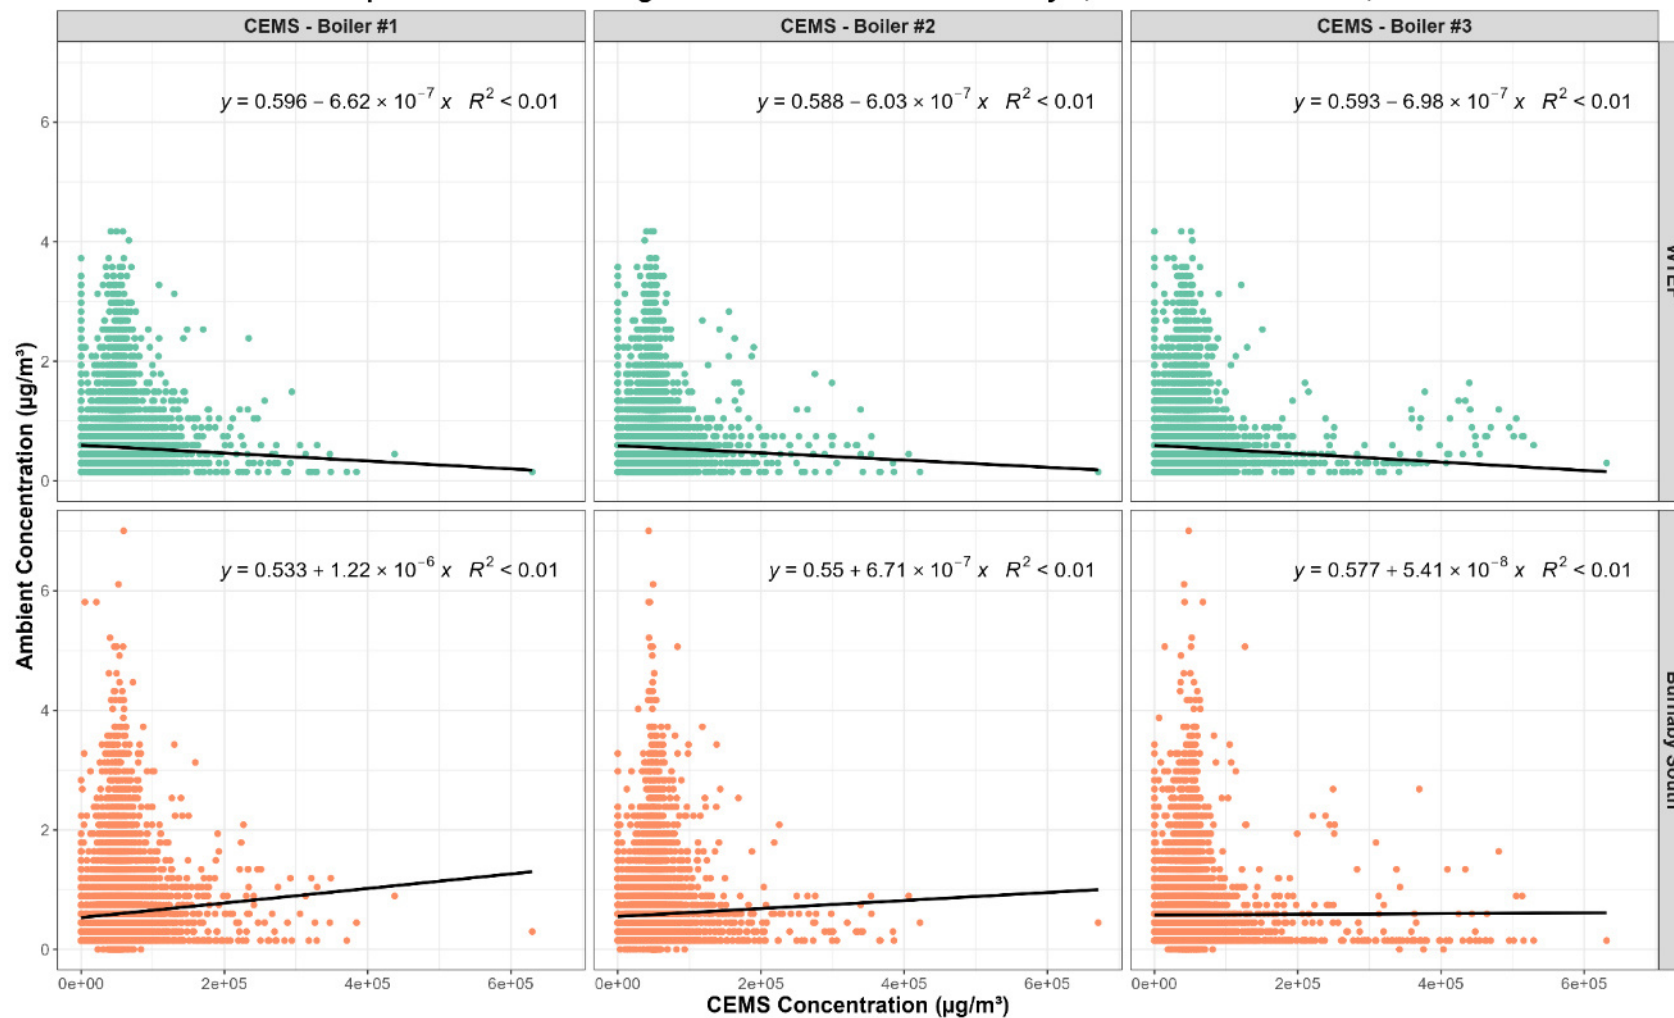 CEMS - Boiler #1
CEMS - Boiler #2
CEMS - Boiler #3
y = 0.596 − 6.62 × 10⁻⁷ x R² < 0.01
y = 0.588 − 6.03 × 10⁻⁷ x R² < 0.01
y = 0.593 − 6.98 × 10⁻⁷ x R² < 0.01
6
4
2
0
y = 0.533 + 1.22 × 10⁻⁶ x R² < 0.01
y = 0.55 + 6.71 × 10⁻⁷ x R² < 0.01
y = 0.577 + 5.41 × 10⁻⁸ x R² < 0.01
6
4
2
0
Ambient Concentration (µg/m³)
Burnaby South
0e+00 2e+05 4e+05 6e+05
0e+00 2e+05 4e+05 6e+05
0e+00 2e+05 4e+05 6e+05
CEMS Concentration (µg/m³)